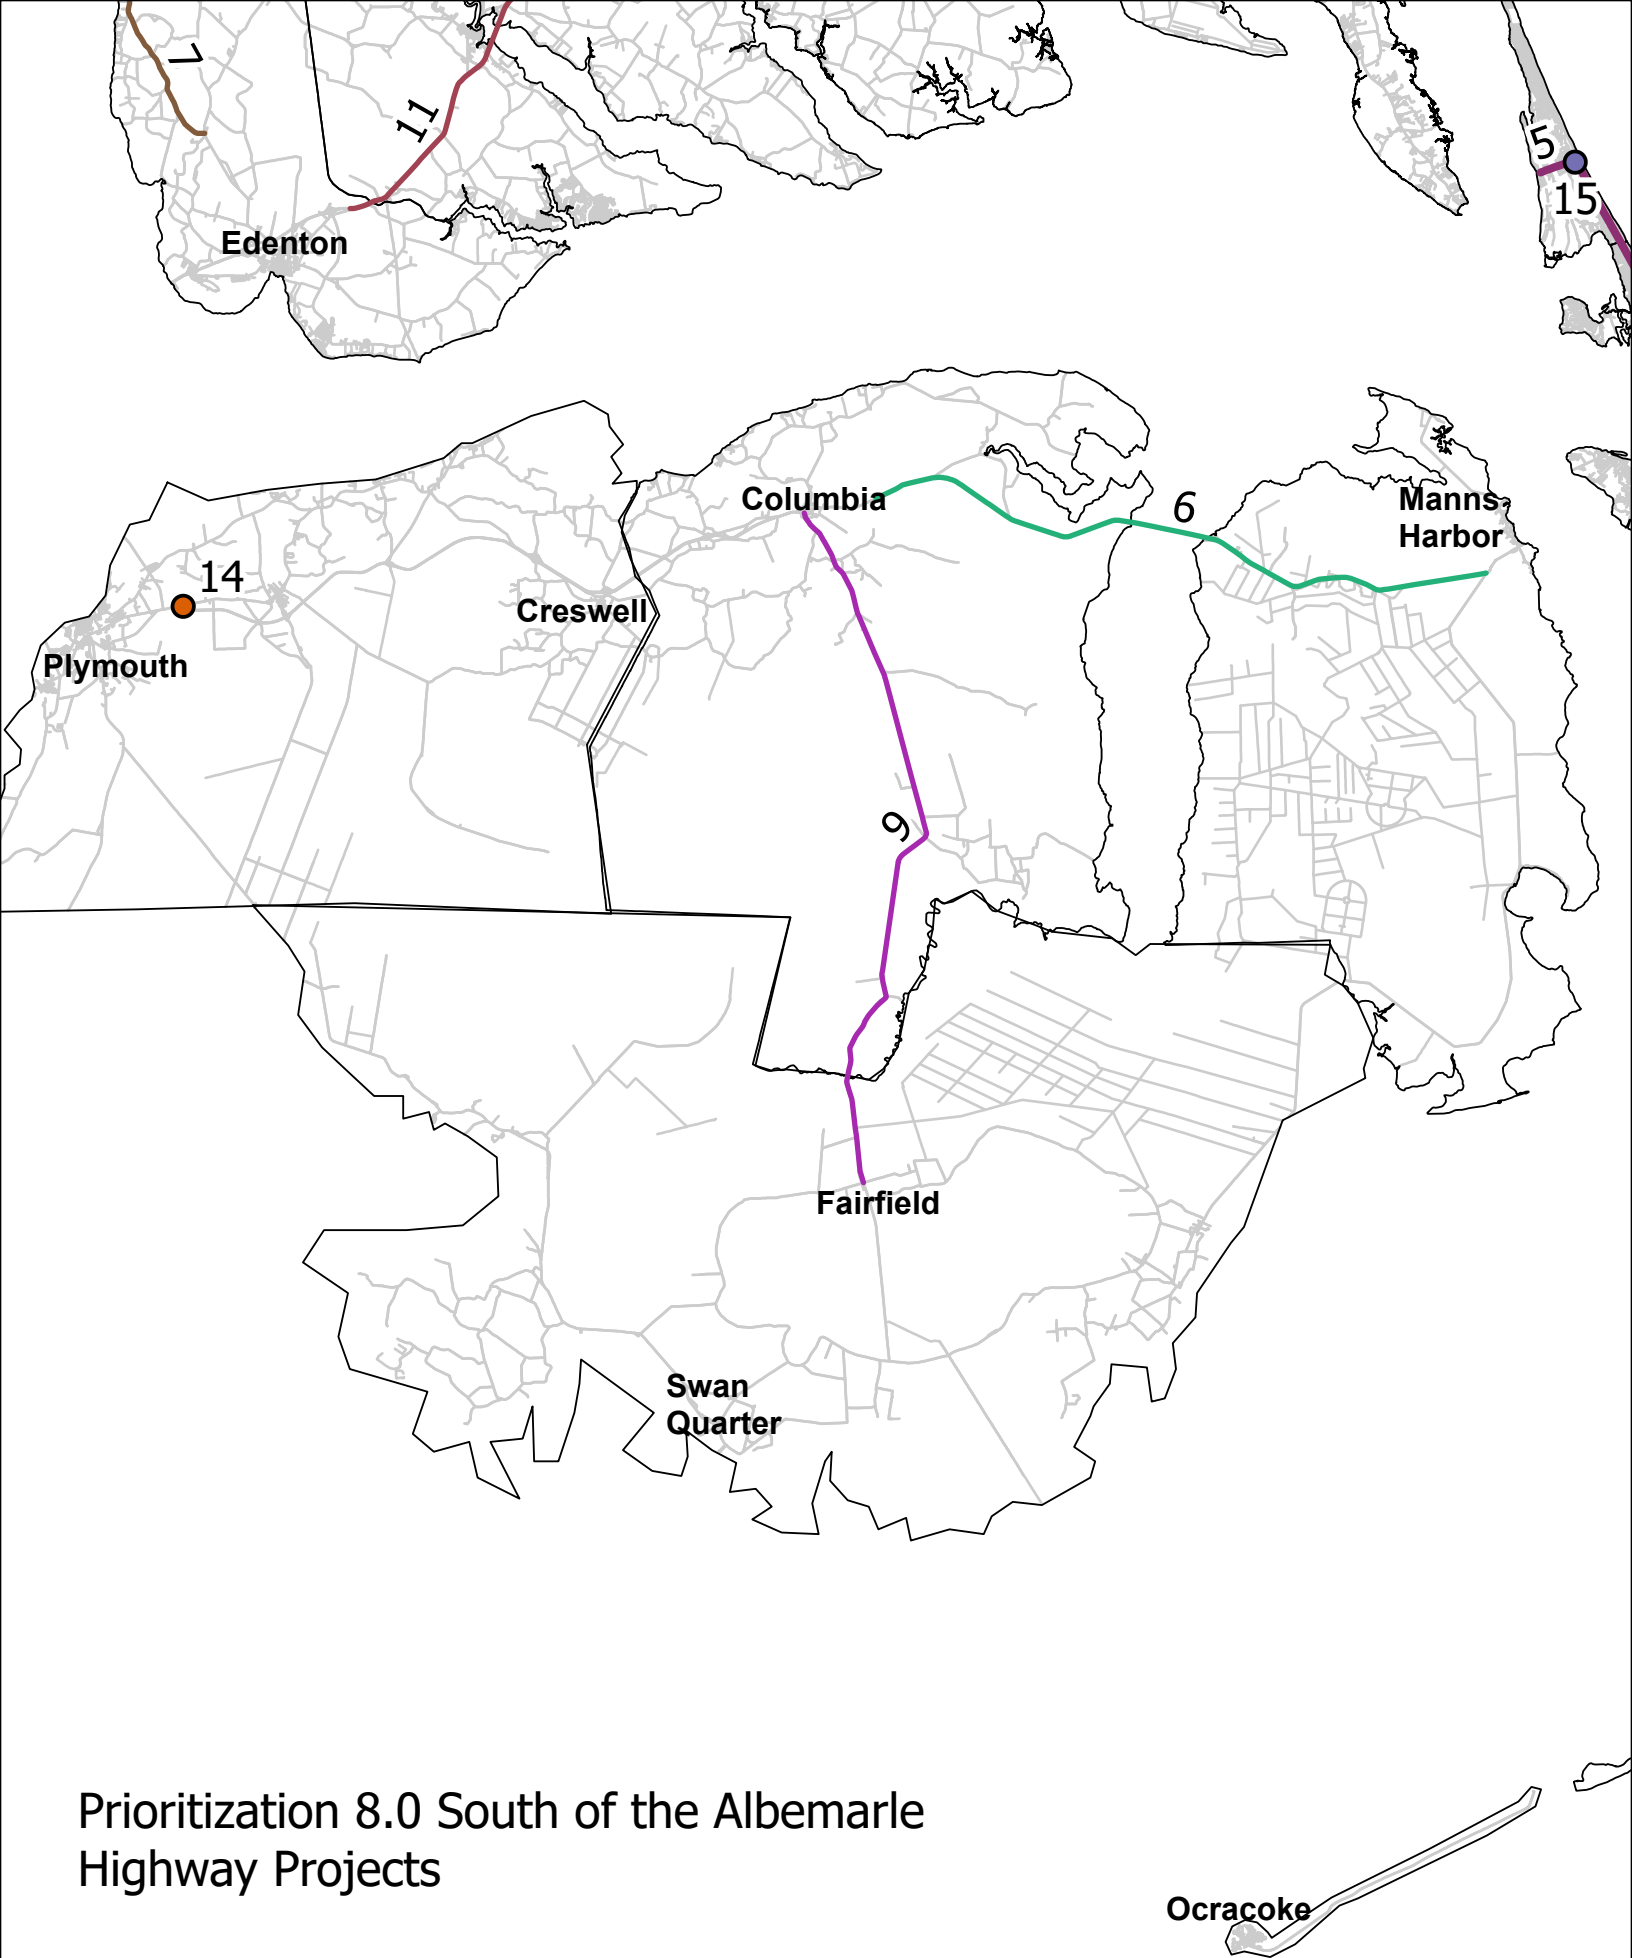 7
11
5
15
Edenton
Columbia
6
Manns
Harbor
14
Creswell
Plymouth
9
Fairfield
Swan
Quarter
Prioritization 8.0 South of the Albemarle
Highway Projects
Ocracoke